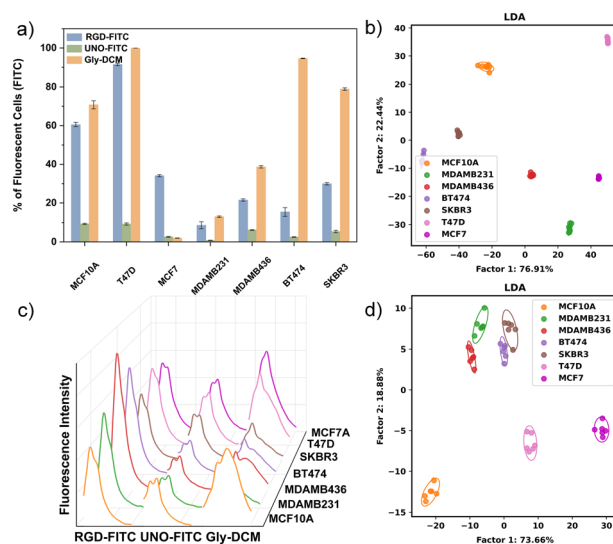 a)
RGD-FITC
UNO-FITC
Gly-DCM
% of Fluorescent Cells (FITC)
100
80
60
40
20
0
MCF10A
T47D
MCF7
MDAMB231
MDAMB436
BT474
SKBR3
b)
LDA
Factor 2: 22.44%
30
20
10
0
−10
−20
−30
MCF10A
MDAMB231
MDAMB436
BT474
SKBR3
T47D
MCF7
−60
−40
−20
0
20
40
Factor 1: 76.91%
c)
Fluorescence Intensity
MCF7A
T47D
SKBR3
BT474
MDAMB436
MDAMB231
MCF10A
RGD-FITC UNO-FITC Gly-DCM
LDA
d)
Factor 2: 18.88%
10
5
0
−5
−10
−15
MCF10A
MDAMB231
MDAMB436
BT474
SKBR3
T47D
MCF7
−20
−10
0
10
20
30
Factor 1: 73.66%